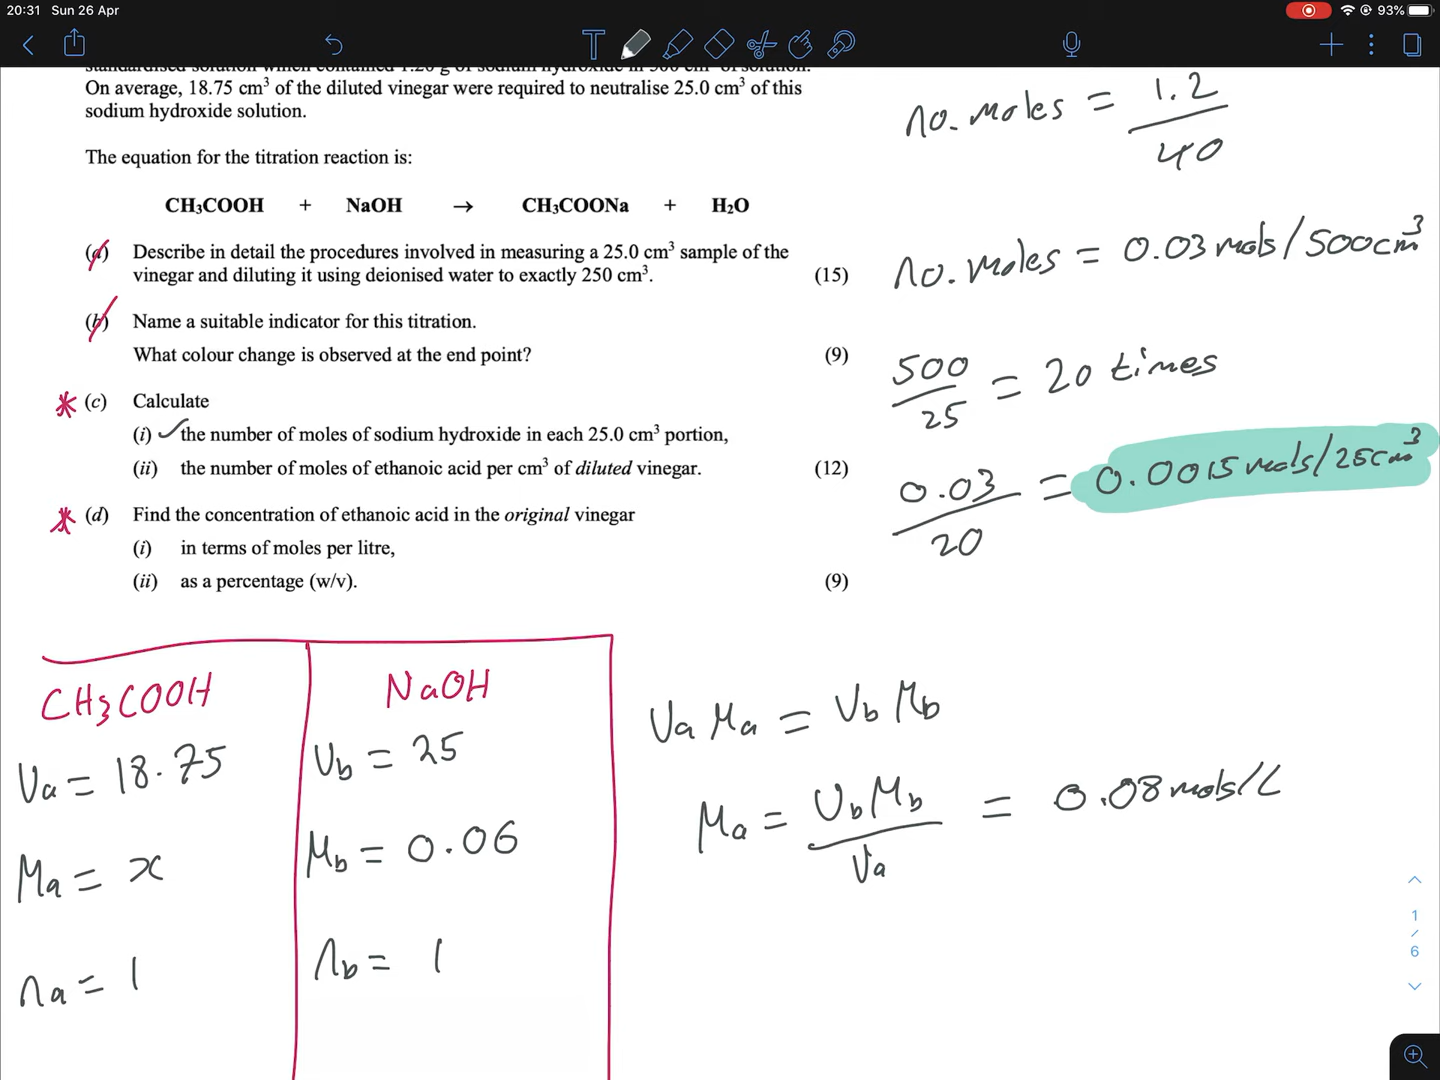 20:31 Sun 26 Apr
93%
On average, 18.75 cm³ of the diluted vinegar were required to neutralise 25.0 cm³ of this
sodium hydroxide solution.
The equation for the titration reaction is:
CH₃COOH + NaOH → CH₃COONa + H₂O
(a) Describe in detail the procedures involved in measuring a 25.0 cm³ sample of the
vinegar and diluting it using deionised water to exactly 250 cm³. (15)
(b) Name a suitable indicator for this titration.
What colour change is observed at the end point? (9)
* (c) Calculate
(i) ✓ the number of moles of sodium hydroxide in each 25.0 cm³ portion,
(ii) the number of moles of ethanoic acid per cm³ of diluted vinegar. (12)
* (d) Find the concentration of ethanoic acid in the original vinegar
(i) in terms of moles per litre,
(ii) as a percentage (w/v). (9)
no. moles = 1.2 / 40
no. moles = 0.03 mols/500cm³
500 / 25 = 20 times
0.03 / 20 = 0.0015 mols/25cm³
CH3COOH NaOH
Va = 18.75 Vb = 25
Ma = x Mb = 0.06
na = 1 nb = 1
Va Ma = Vb Mb
Ma = Vb Mb / Va = 0.08 mols/L
1
/
6